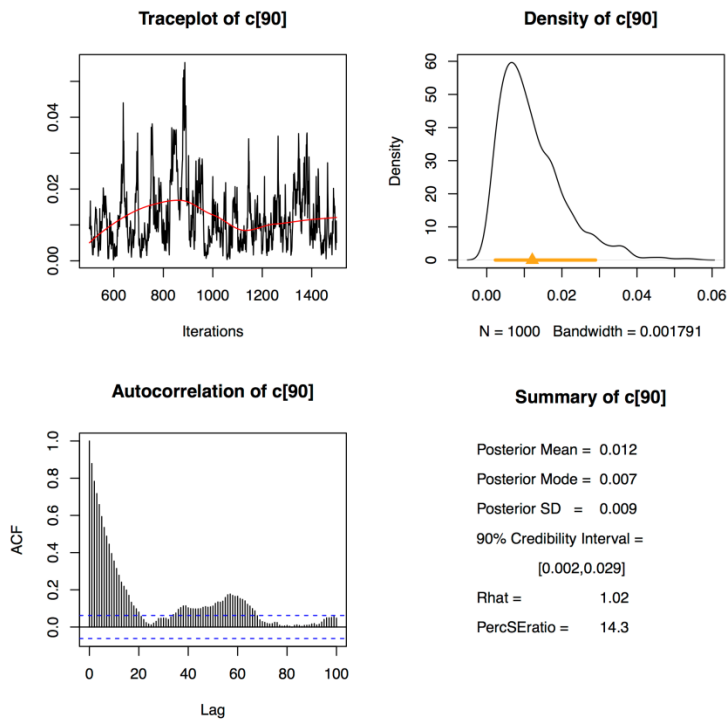 Traceplot of c[90]
0.04
0.02
0.00
600 800 1000 1200 1400
Iterations
Density of c[90]
Density
60
50
40
30
20
10
0
0.00 0.02 0.04 0.06
N = 1000 Bandwidth = 0.001791
Autocorrelation of c[90]
ACF
1.0
0.8
0.6
0.4
0.2
0.0
0 20 40 60 80 100
Lag
Summary of c[90]
Posterior Mean = 0.012
Posterior Mode = 0.007
Posterior SD = 0.009
90% Credibility Interval =
[0.002,0.029]
Rhat = 1.02
PercSEratio = 14.3